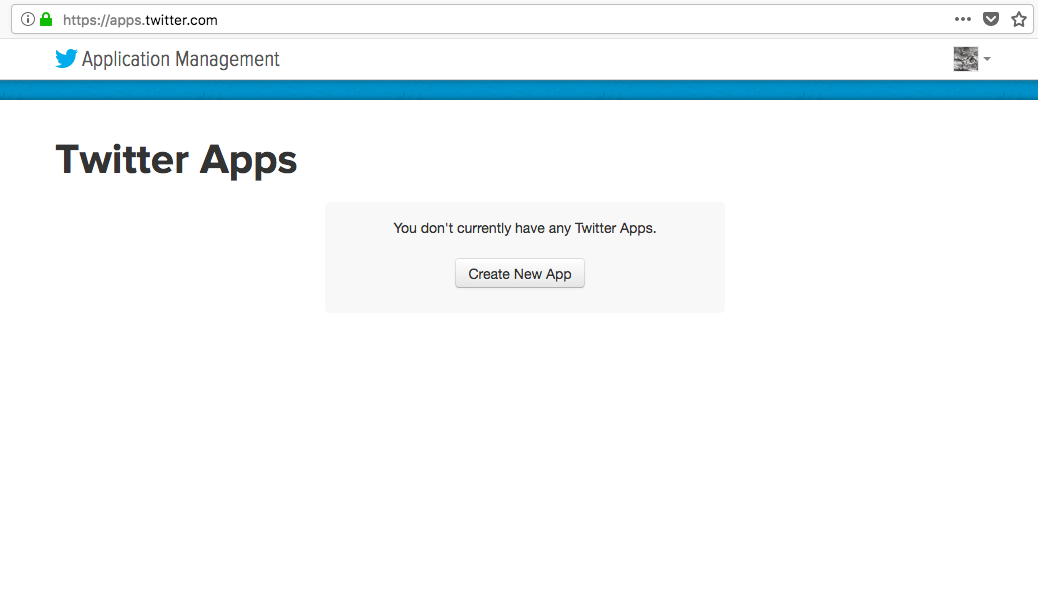 https://apps.twitter.com
Application Management
Twitter Apps
You don't currently have any Twitter Apps.
Create New App